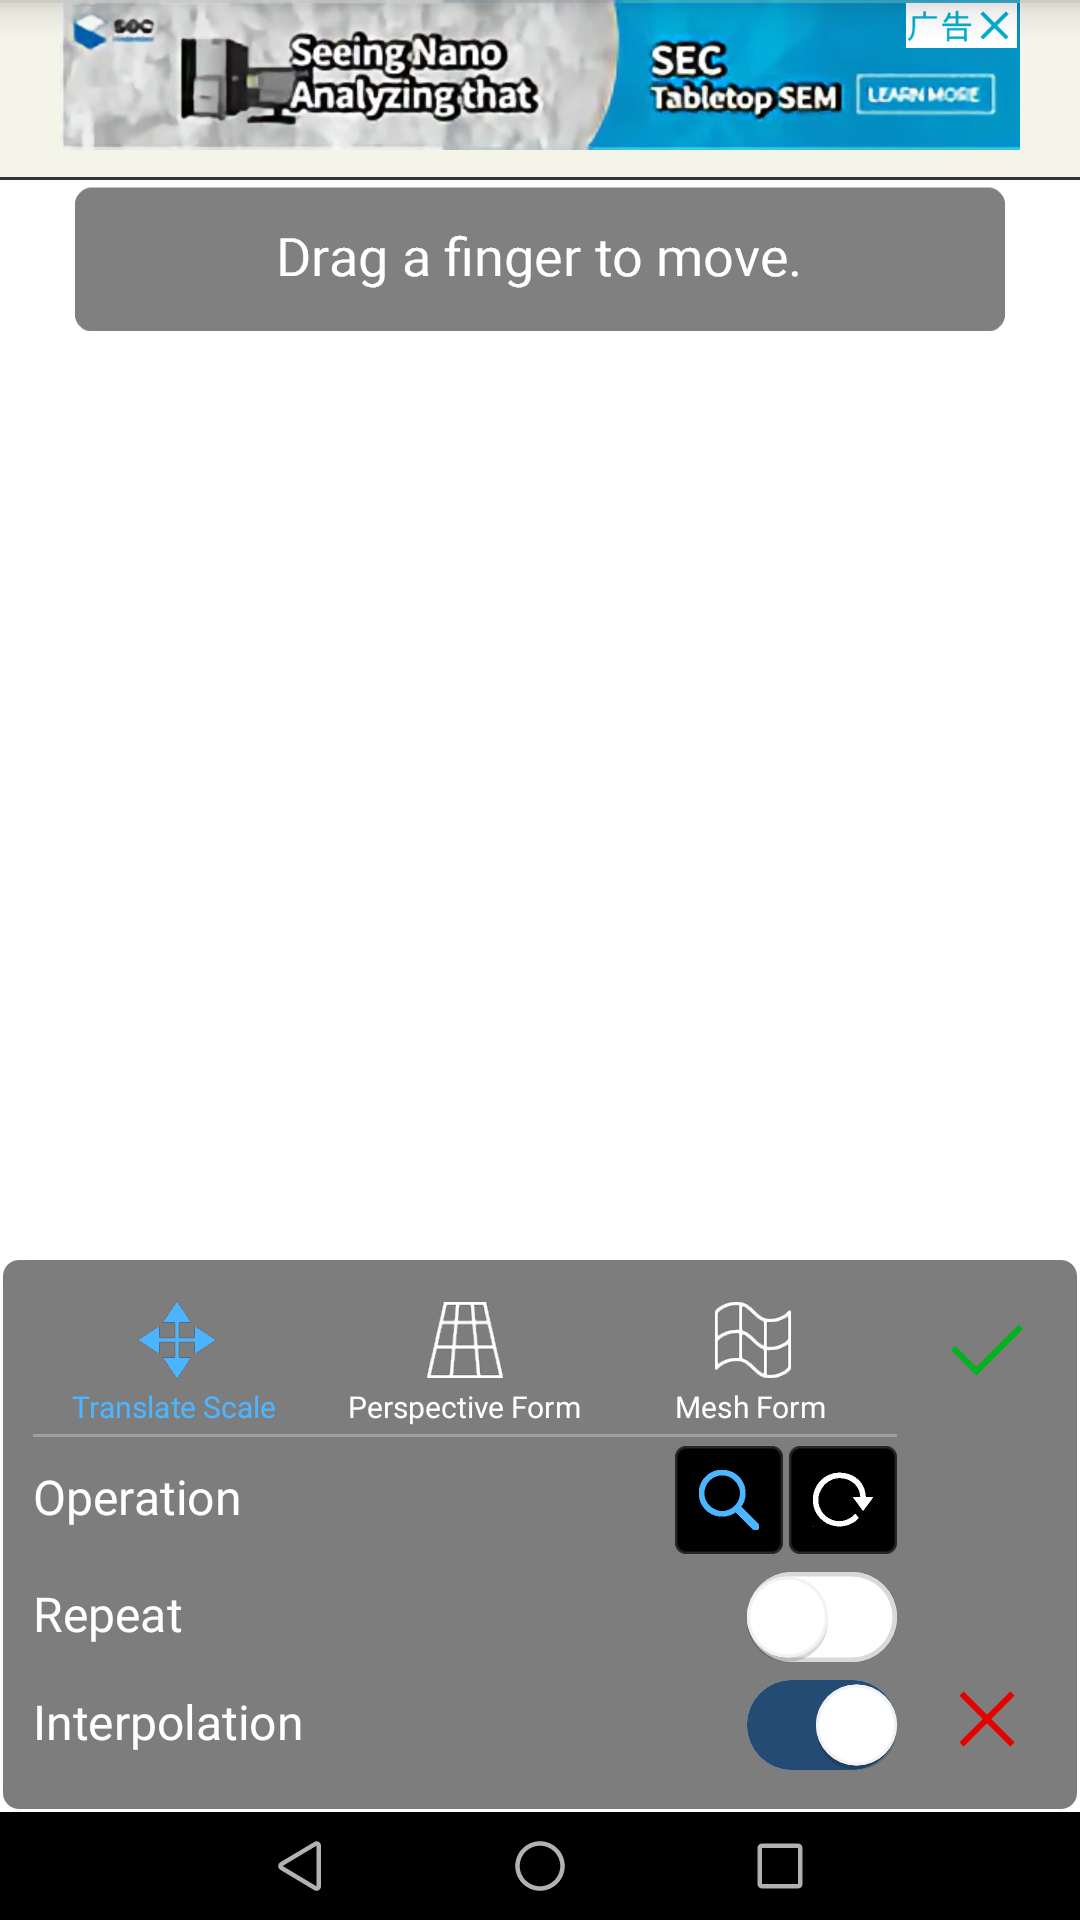 SOC
Seeing Nano
Analyzing that
SEC
Tabletop SEM
LEARN MORE
广告
Drag a finger to move.
Translate Scale
Perspective Form
Mesh Form
Operation
Repeat
Interpolation